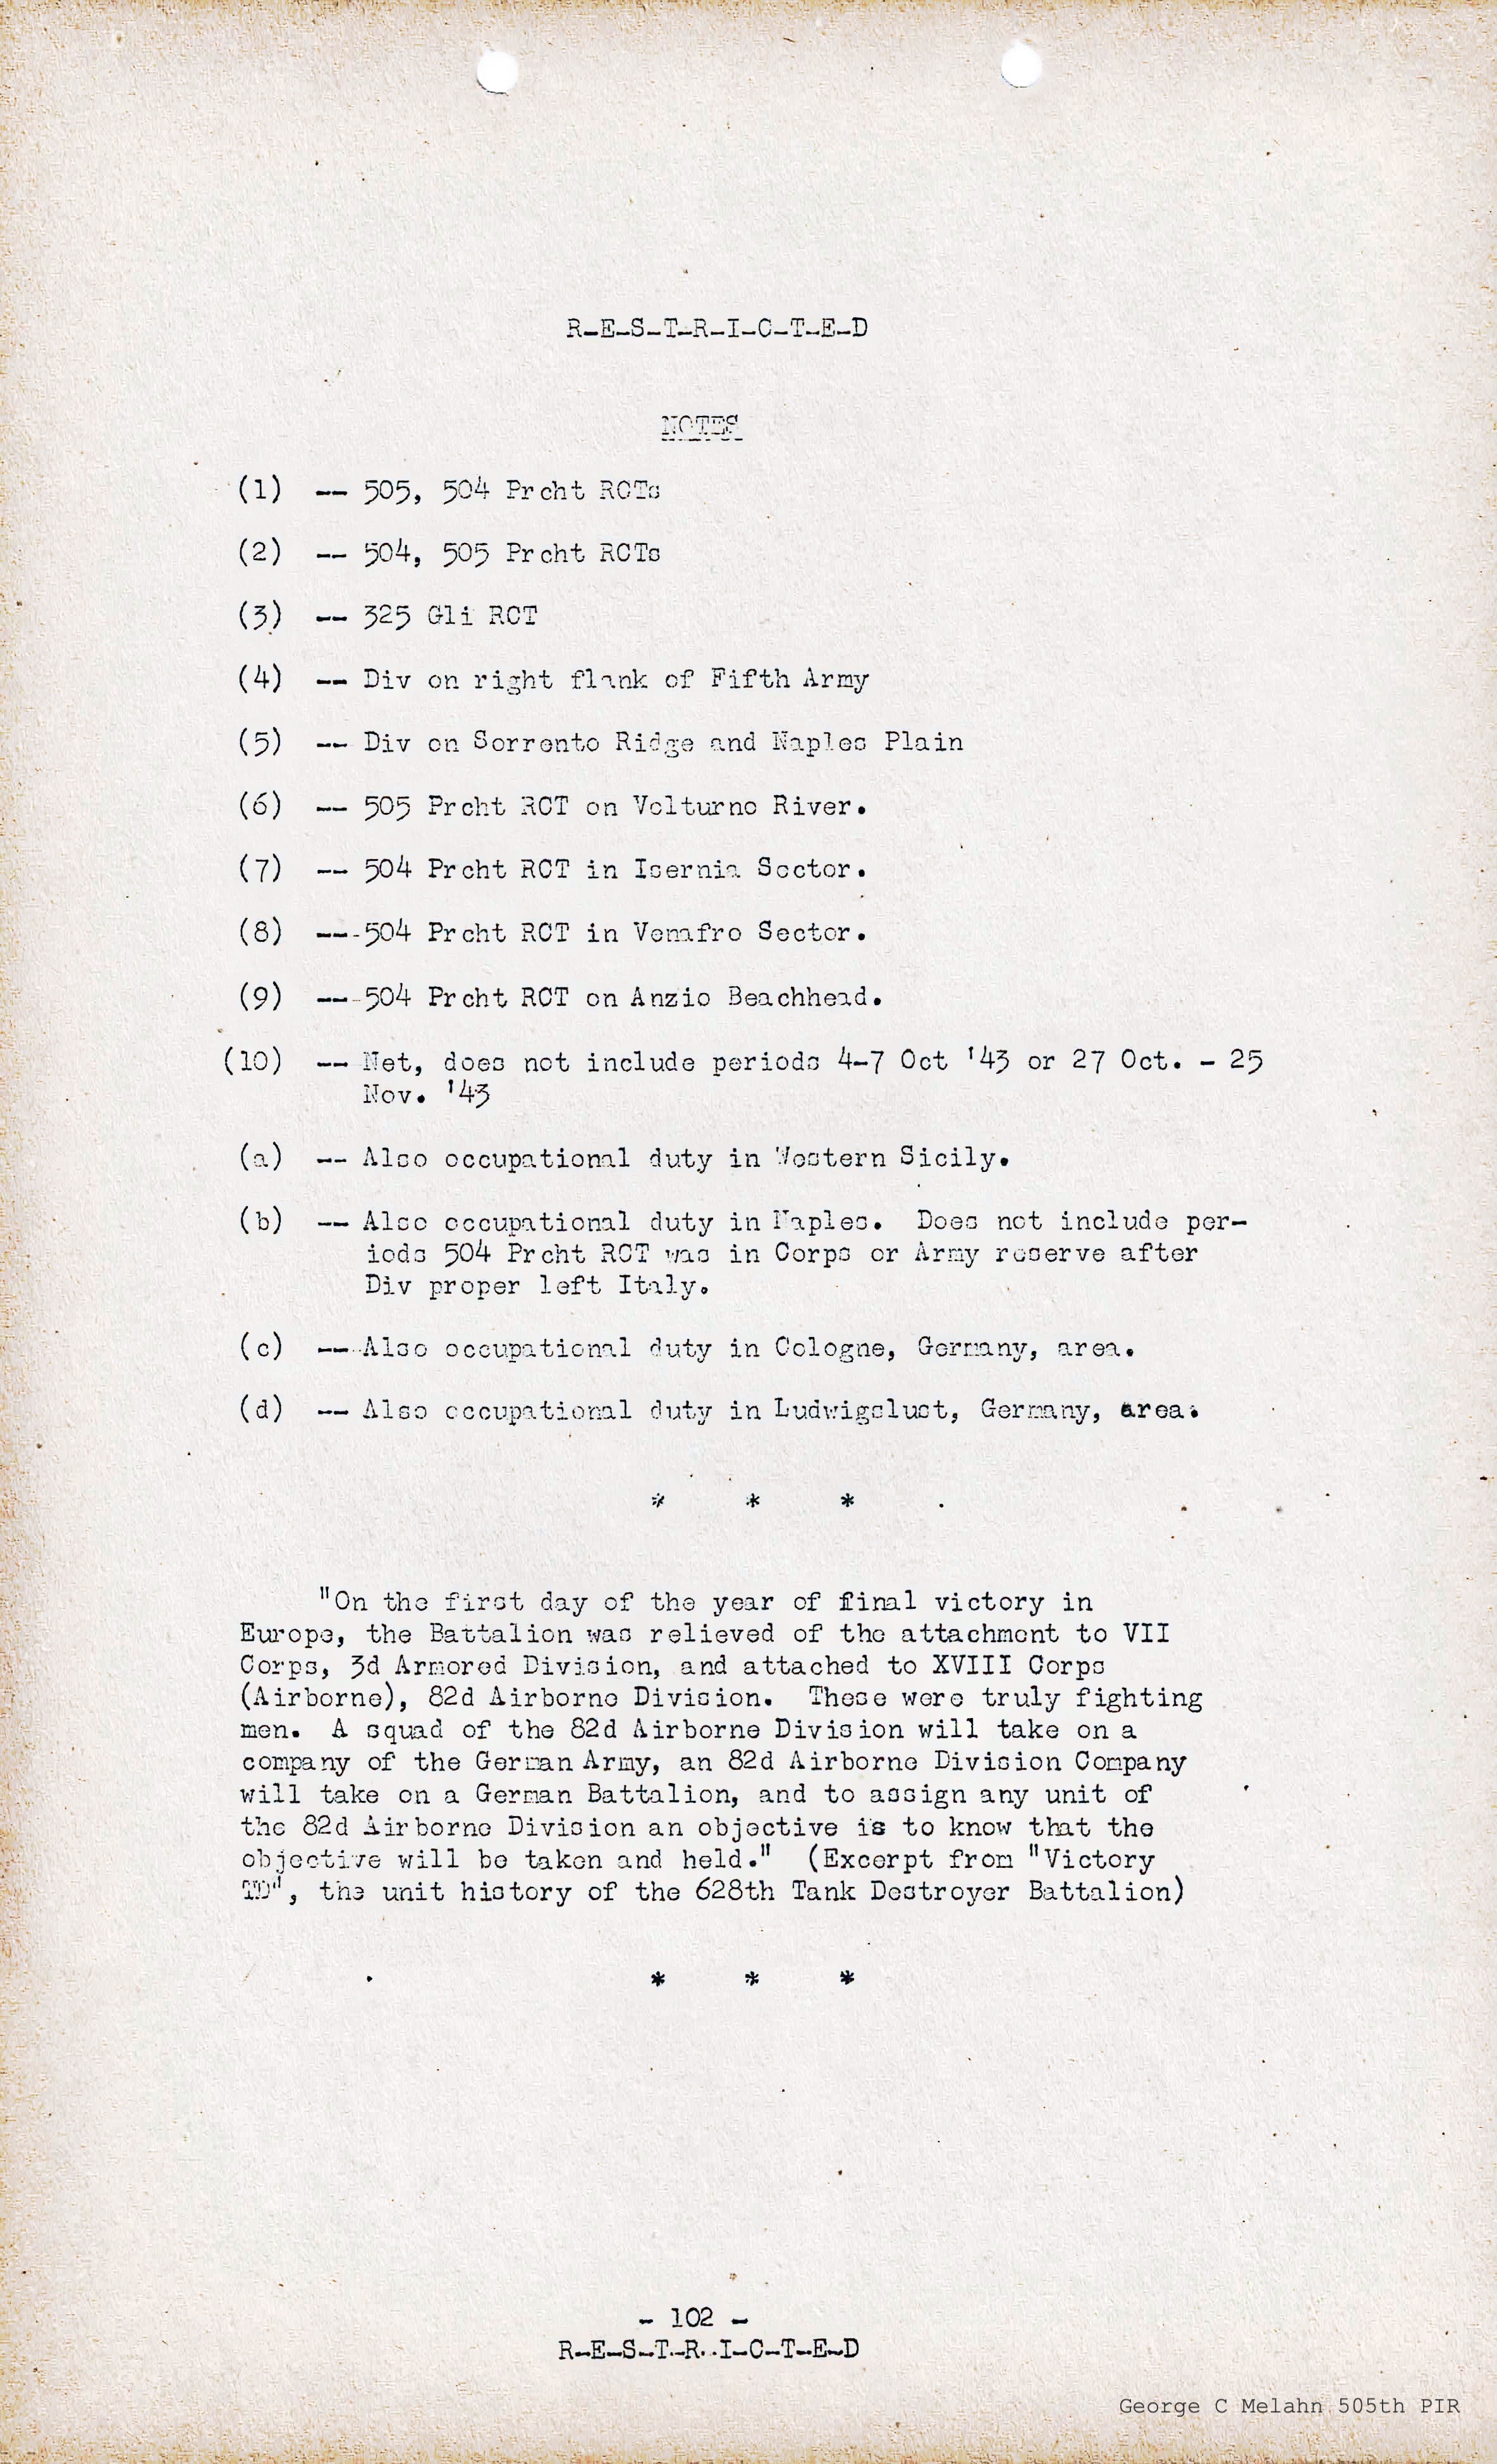 R-E-S-T-R-I-C-T-E-D
NOTES
(1) -- 505, 504 Prcht RCTs
(2) -- 504, 505 Prcht RCTs
(3) -- 325 Gli RCT
(4) -- Div on right flank of Fifth Army
(5) -- Div on Sorrento Ridge and Naples Plain
(6) -- 505 Prcht RCT on Volturno River.
(7) -- 504 Prcht RCT in Isernia Sector.
(8) -- 504 Prcht RCT in Venafro Sector.
(9) -- 504 Prcht RCT on Anzio Beachhead.
(10) -- Net, does not include periods 4-7 Oct '43 or 27 Oct. - 25
Nov. '43
(a) -- Also occupational duty in Western Sicily.
(b) -- Also occupational duty in Naples. Does not include per-
iods 504 Prcht RCT was in Corps or Army reserve after
Div proper left Italy.
(c) -- Also occupational duty in Cologne, Germany, area.
(d) -- Also occupational duty in Ludwigslust, Germany, area.
* * *
"On the first day of the year of final victory in
Europe, the Battalion was relieved of the attachment to VII
Corps, 3d Armored Division, and attached to XVIII Corps
(Airborne), 82d Airborne Division. These were truly fighting
men. A squad of the 82d Airborne Division will take on a
company of the German Army, an 82d Airborne Division Company
will take on a German Battalion, and to assign any unit of
the 82d Airborne Division an objective is to know that the
objective will be taken and held." (Excerpt from "Victory
TD", the unit history of the 628th Tank Destroyer Battalion)
* * *
- 102 -
R-E-S-T-R-I-C-T-E-D
George C Melahn 505th PIR